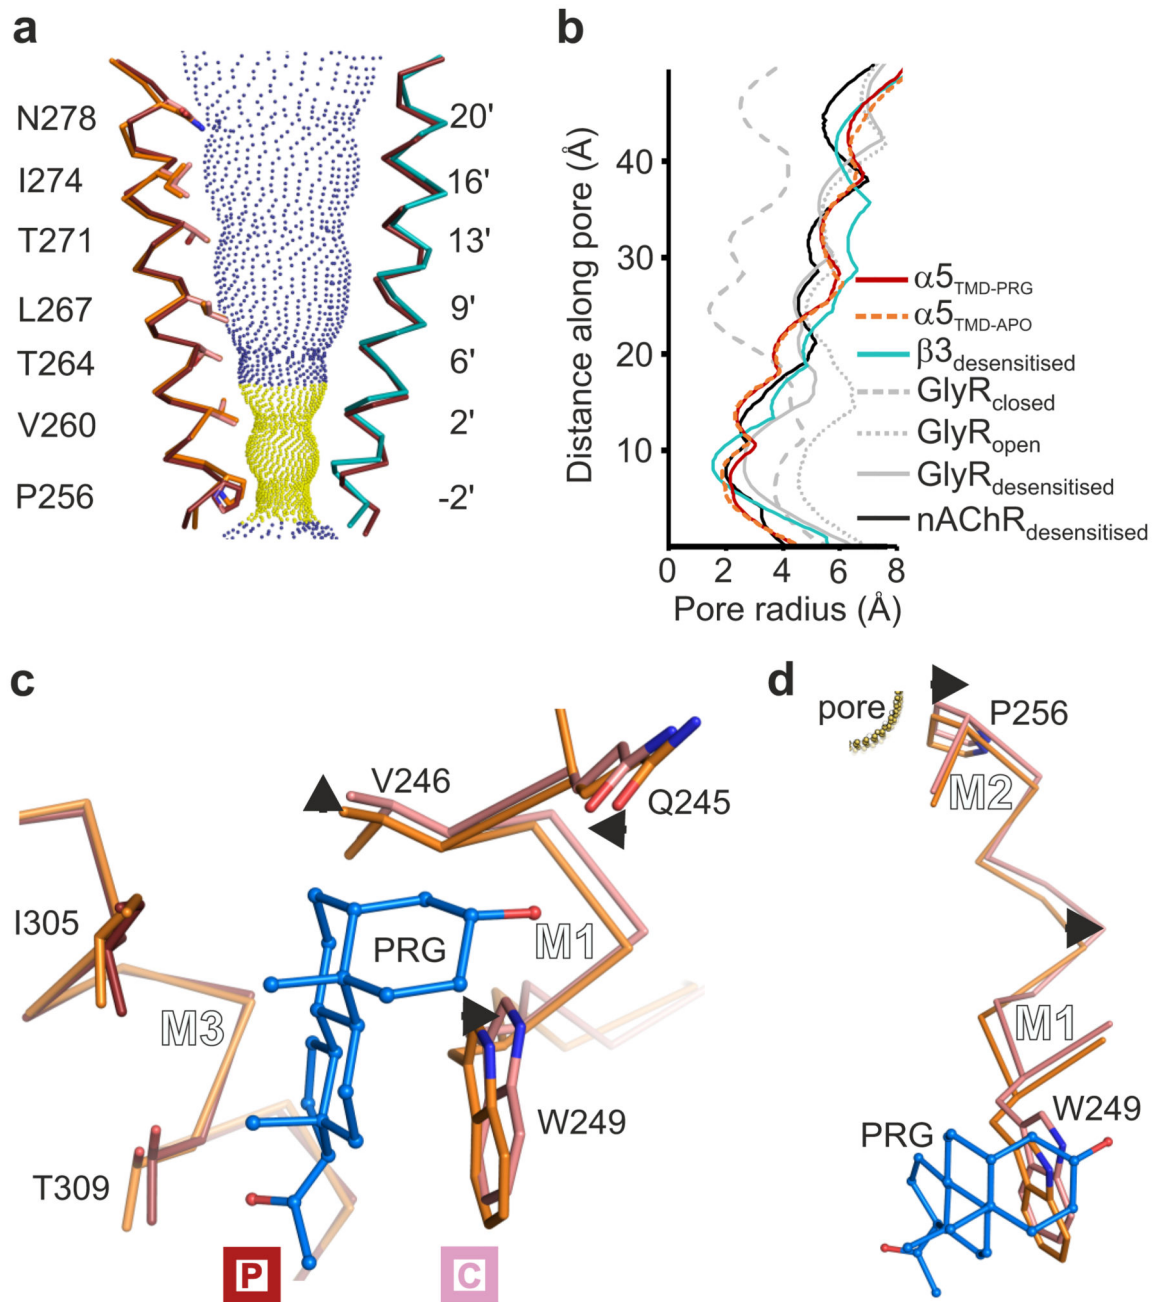 a
N278
I274
T271
L267
T264
V260
P256
20'
16'
13'
9'
6'
2'
-2'
b
Distance along pore (Å)
40
30
20
10
0 2 4 6 8
Pore radius (Å)
α5TMD-PRG
α5TMD-APO
β3desensitised
GlyRclosed
GlyRopen
GlyRdesensitised
nAChRdesensitised
c
V246
Q245
I305
PRG
M1
M3
W249
T309
P
C
d
pore
P256
M2
M1
W249
PRG